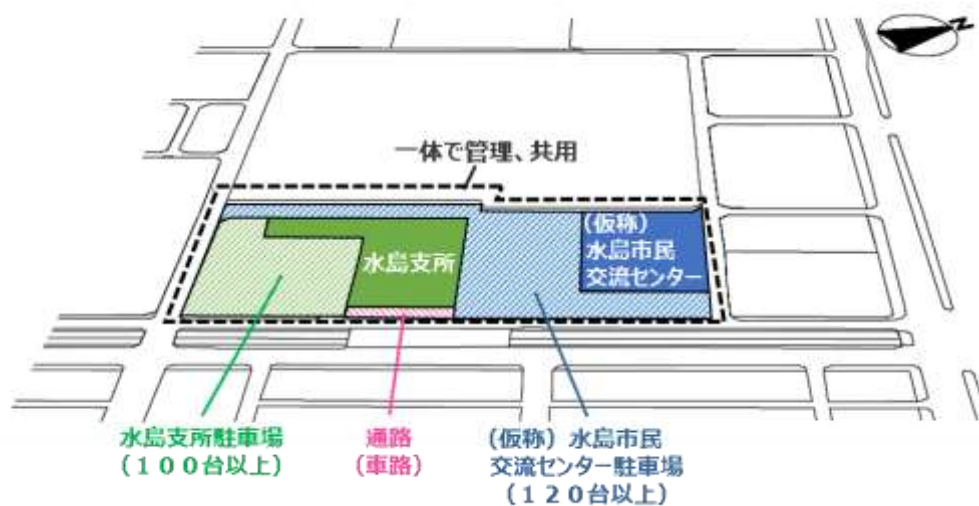 N
一体で管理、共用
(仮称)
水島市民
交流センター
水島支所
水島支所駐車場
(100台以上)
通路
(車路)
(仮称)水島市民
交流センター駐車場
(120台以上)